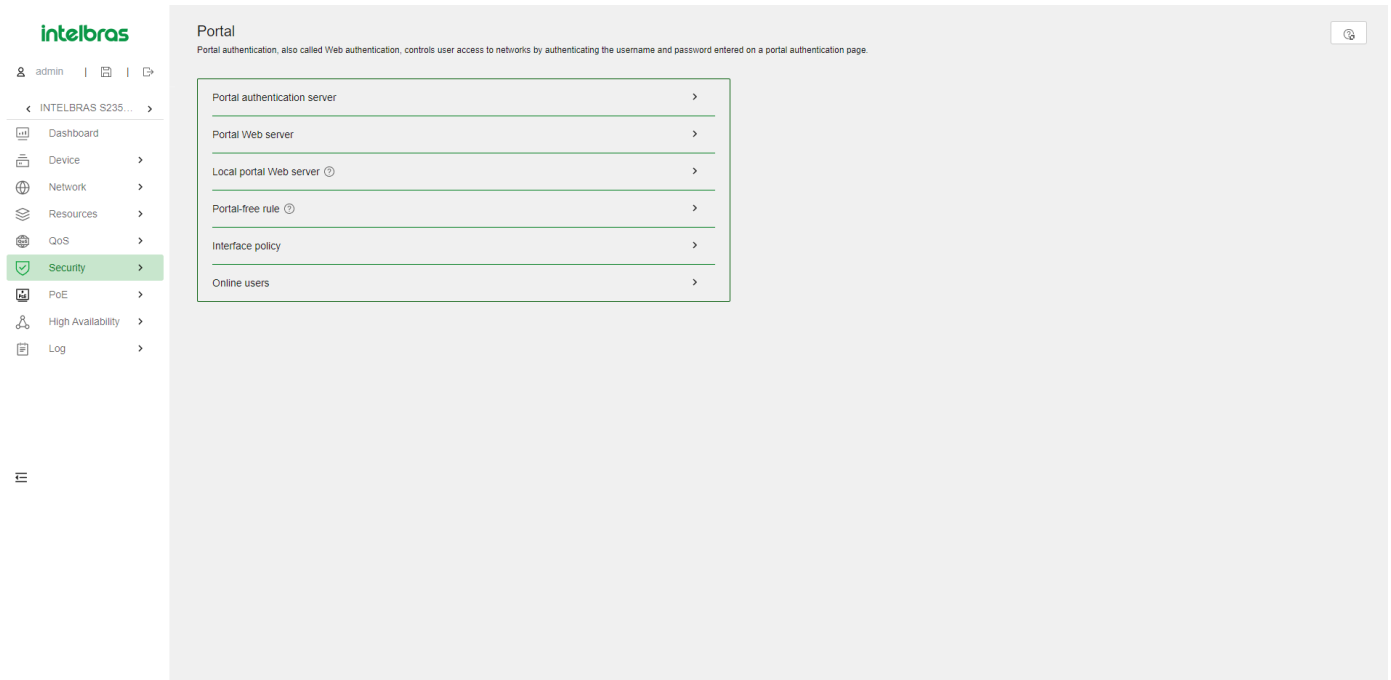 intelbras
admin
INTELBRAS S235...
Dashboard
Device
Network
Resources
QoS
Security
PoE
High Availability
Log
Portal
Portal authentication, also called Web authentication, controls user access to networks by authenticating the username and password entered on a portal authentication page.
Portal authentication server
Portal Web server
Local portal Web server
Portal-free rule
Interface policy
Online users